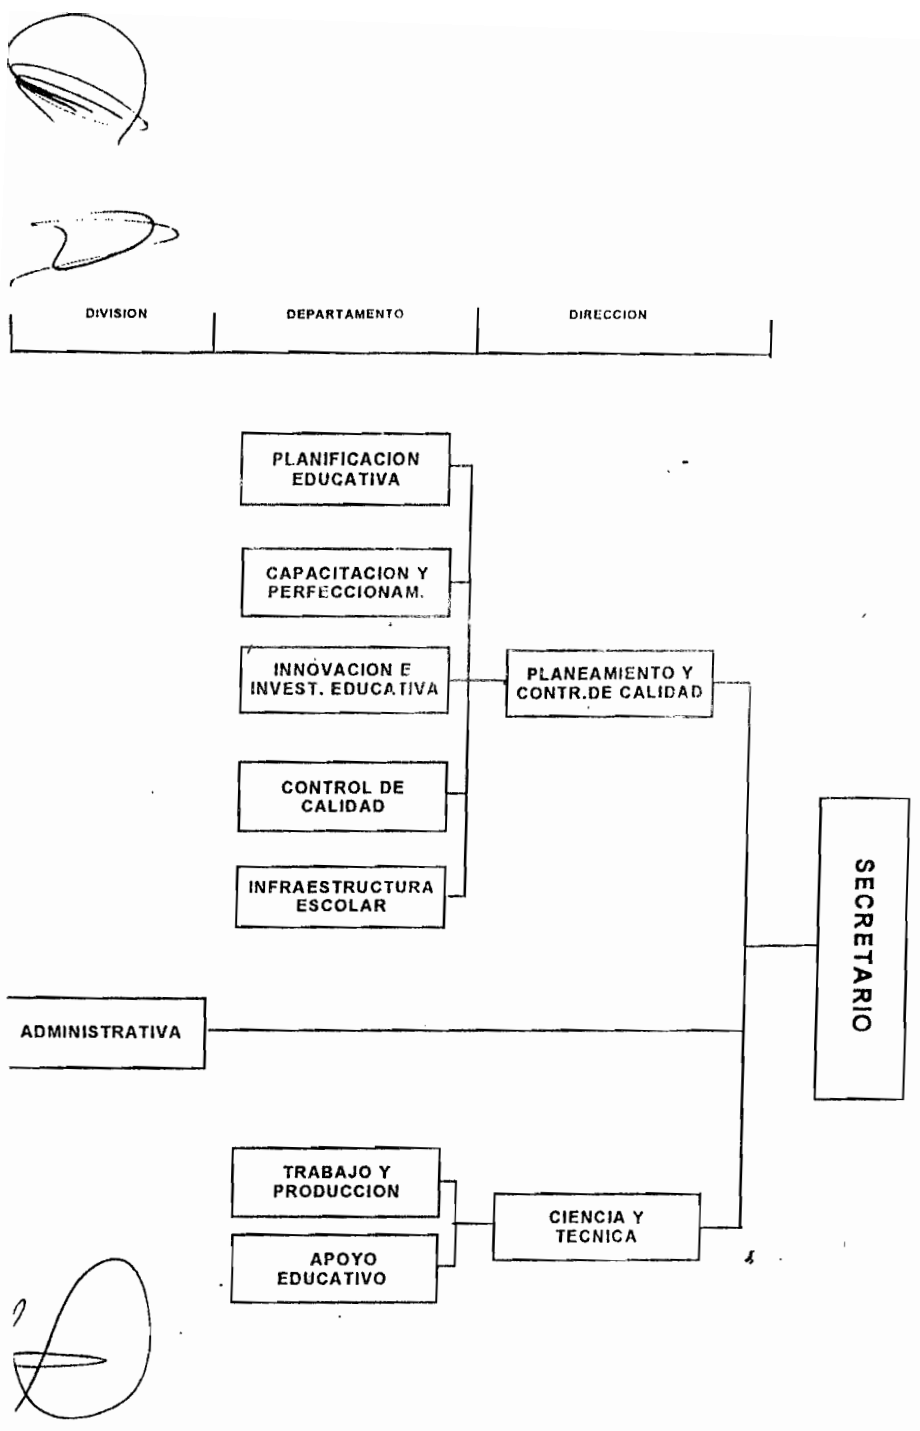 DIVISION
DEPARTAMENTO
DIRECCION
PLANIFICACION
EDUCATIVA
CAPACITACION Y
PERFECCIONAM.
INNOVACION E
INVEST. EDUCATIVA
PLANEAMIENTO Y
CONTR.DE CALIDAD
CONTROL DE
CALIDAD
INFRAESTRUCTURA
ESCOLAR
SECRETARIO
ADMINISTRATIVA
TRABAJO Y
PRODUCCION
CIENCIA Y
TECNICA
APOYO
EDUCATIVO